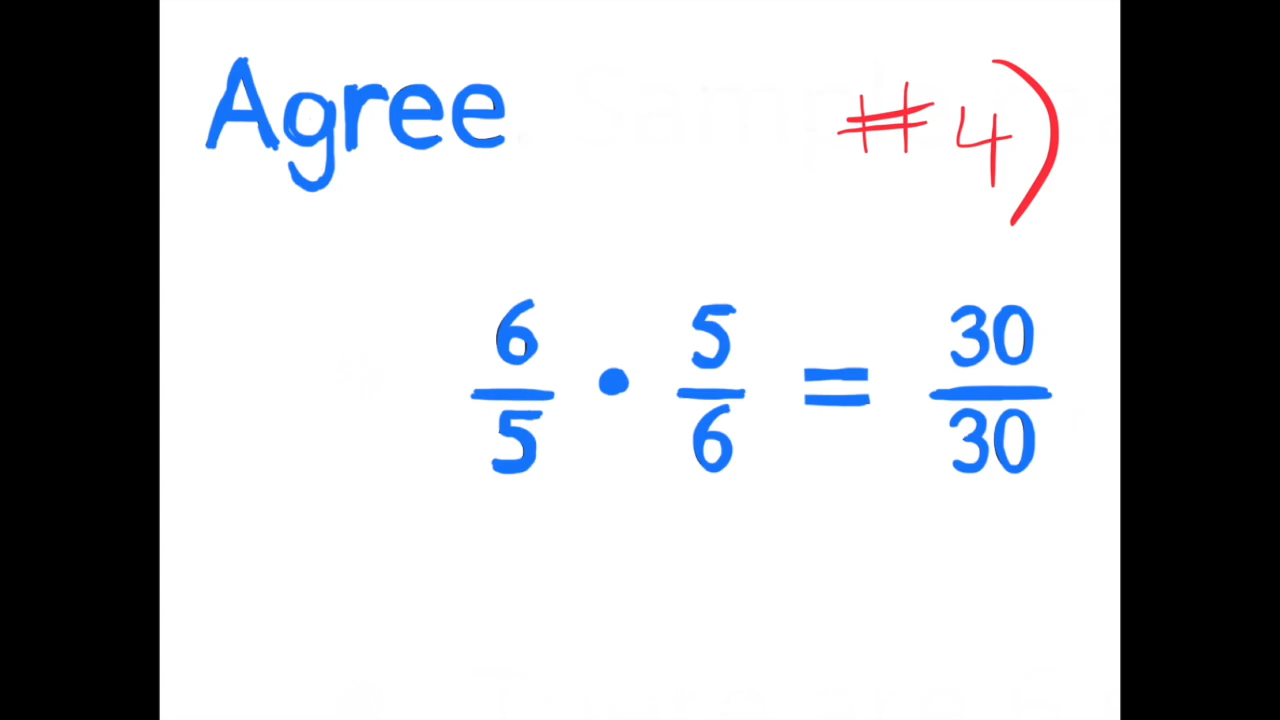 Agree. #4)
6/5 • 5/6 = 30/30